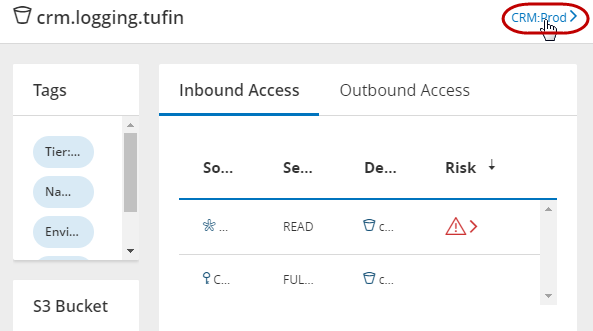 crm.logging.tufin
CRM:Prod
Tags
Tier:...
Na...
Envi...
S3 Bucket
Inbound Access Outbound Access
So... Se... De... Risk
... READ c...
C... FUL... c...